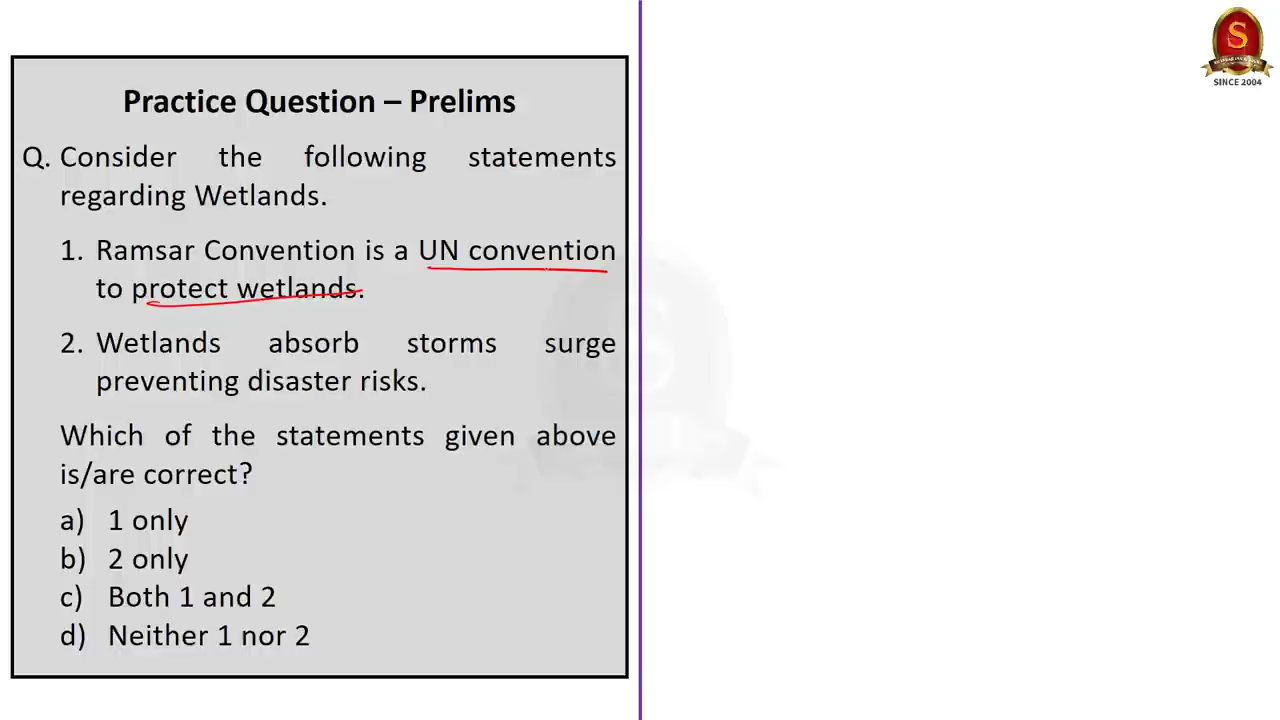 Practice Question – Prelims
Q. Consider the following statements
regarding Wetlands.
1. Ramsar Convention is a UN convention
to protect wetlands.
2. Wetlands absorb storms surge
preventing disaster risks.
Which of the statements given above
is/are correct?
a) 1 only
b) 2 only
c) Both 1 and 2
d) Neither 1 nor 2
S
SINCE 2004